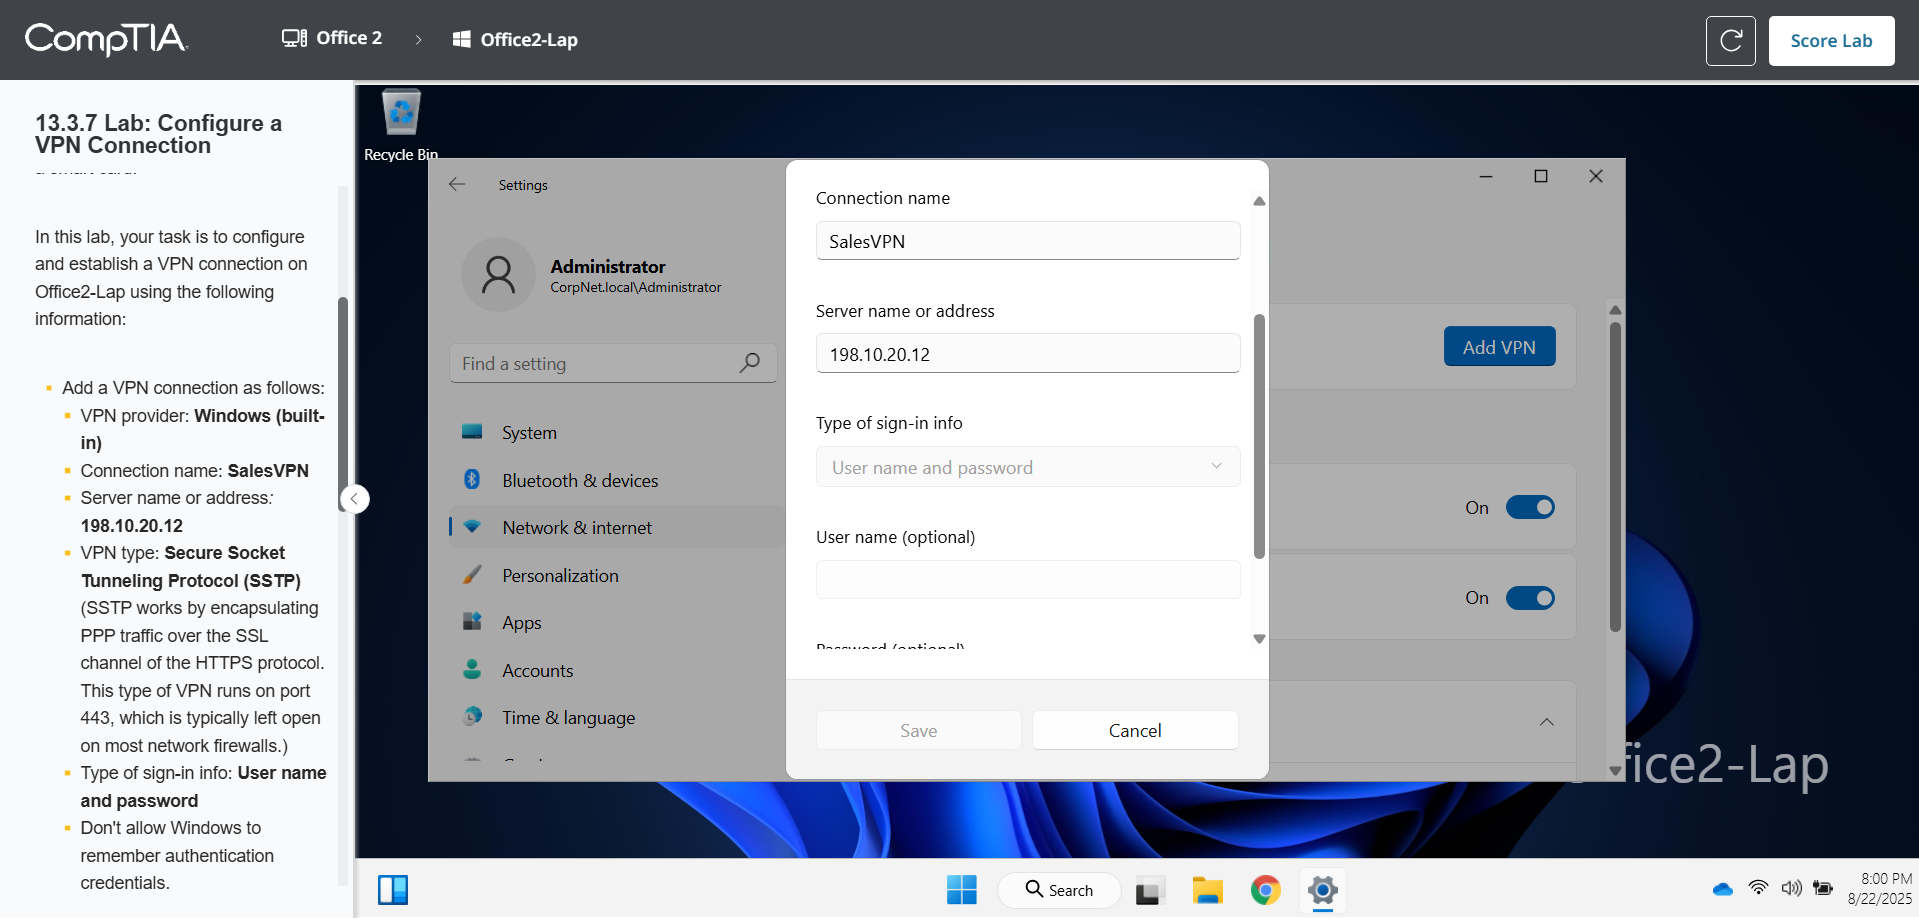 CompTIA
Office 2
Office2-Lap
Score Lab
13.3.7 Lab: Configure a
VPN Connection
In this lab, your task is to configure
and establish a VPN connection on
Office2-Lap using the following
information:
Add a VPN connection as follows:
VPN provider: Windows (built-
in)
Connection name: SalesVPN
Server name or address:
198.10.20.12
VPN type: Secure Socket
Tunneling Protocol (SSTP)
(SSTP works by encapsulating
PPP traffic over the SSL
channel of the HTTPS protocol.
This type of VPN runs on port
443, which is typically left open
on most network firewalls.)
Type of sign-in info: User name
and password
Don't allow Windows to
remember authentication
credentials.
Recycle Bin
Settings
Administrator
CorpNet.local\Administrator
Find a setting
System
Bluetooth & devices
Network & internet
Personalization
Apps
Accounts
Time & language
Connection name
SalesVPN
Server name or address
198.10.20.12
Type of sign-in info
User name and password
User name (optional)
Password (optional)
Save
Cancel
Add VPN
On
On
fice2-Lap
Search
8:00 PM
8/22/2025